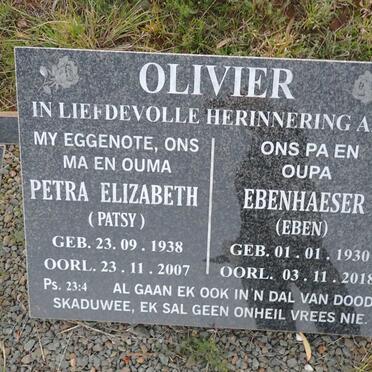 OLIVIER
IN LIEFDEVOLLE HERINNERING A
MY EGGENOTE, ONS
MA EN OUMA
PETRA ELIZABETH
( PATSY )
GEB. 23 . 09 . 1938
OORL. 23 . 11 . 2007
ONS PA EN
OUPA
EBENHAESER
(EBEN)
GEB. 01 . 01 . 1930
OORL . 03 . 11 . 2018
Ps. 23:4 AL GAAN EK OOK IN'N DAL VAN DOOD
SKADUWEE, EK SAL GEEN ONHEIL VREES NIE.